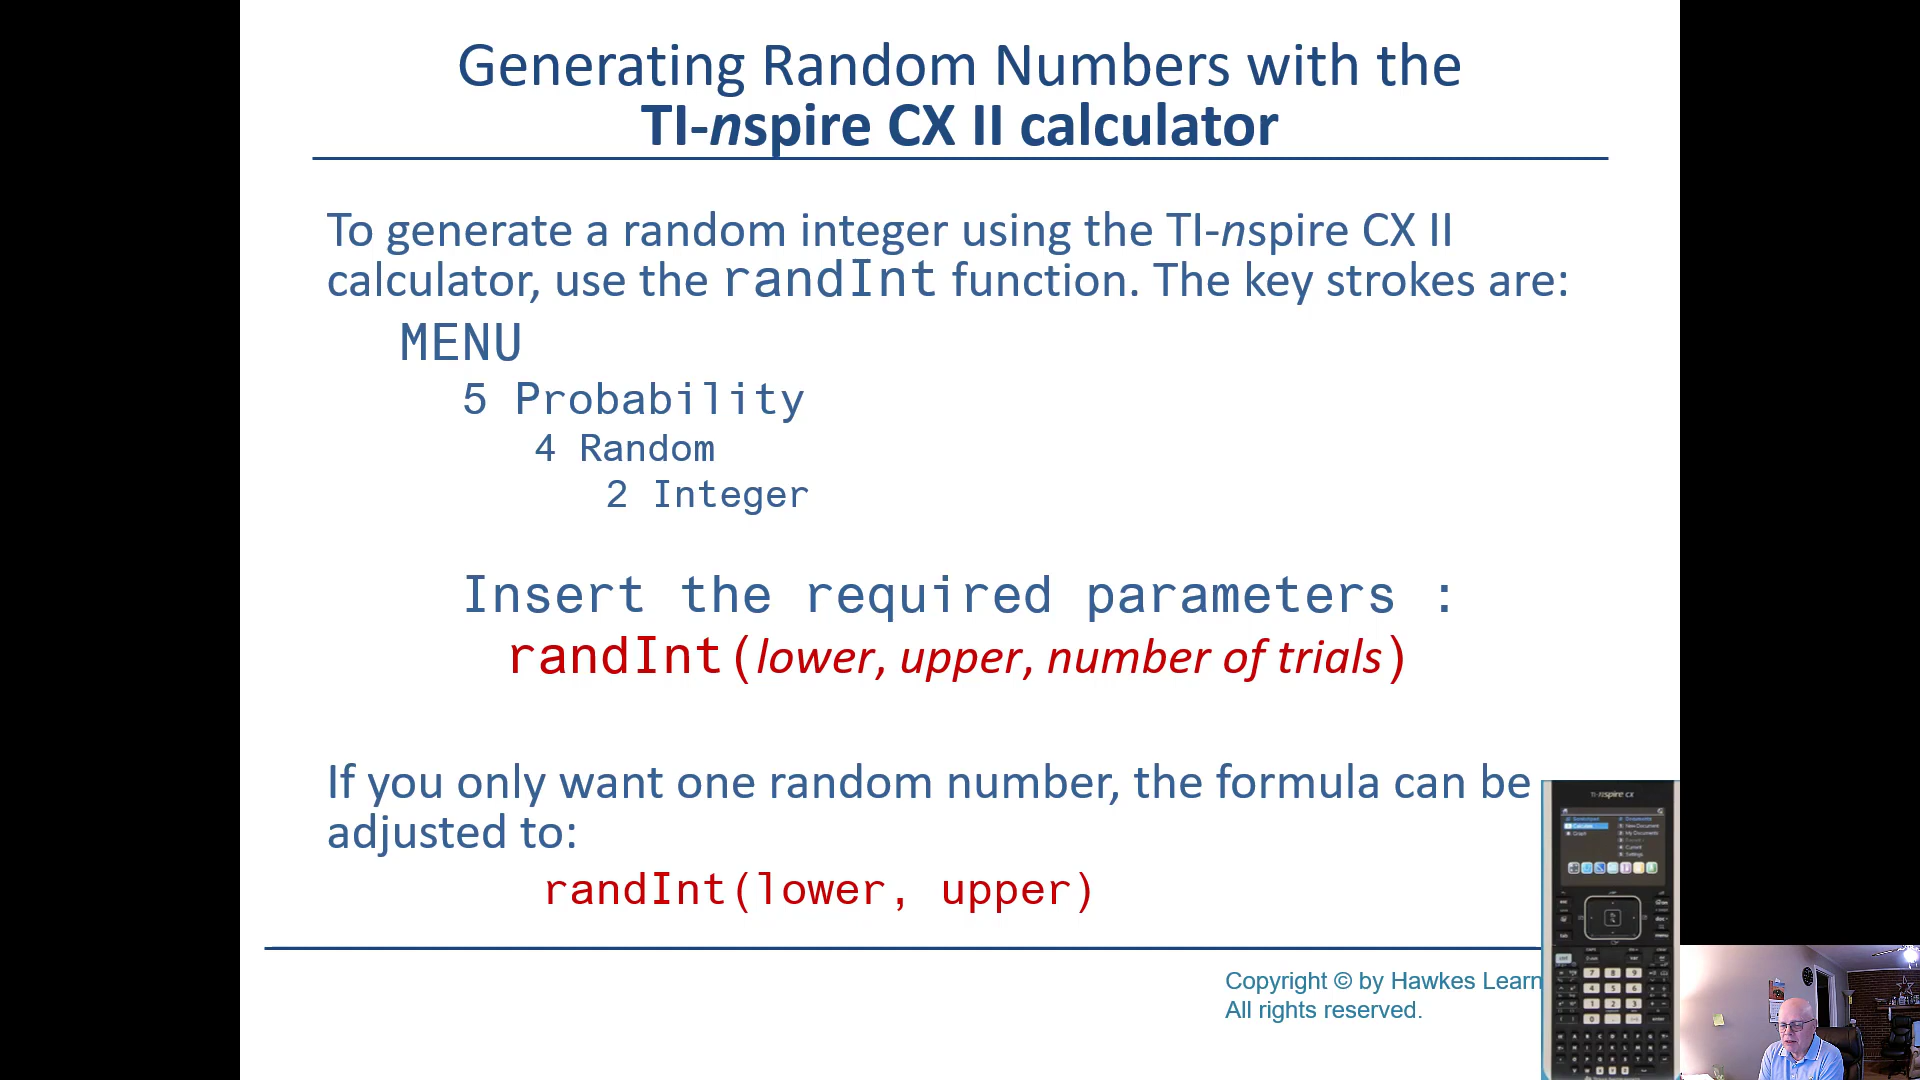 Generating Random Numbers with the
TI-nspire CX II calculator
To generate a random integer using the TI-nspire CX II
calculator, use the randInt function. The key strokes are:
MENU
5 Probability
4 Random
2 Integer
Insert the required parameters :
randInt(lower, upper, number of trials)
If you only want one random number, the formula can be
adjusted to:
randInt(lower, upper)
TI-nspire CX
Copyright © by Hawkes Learn
All rights reserved.